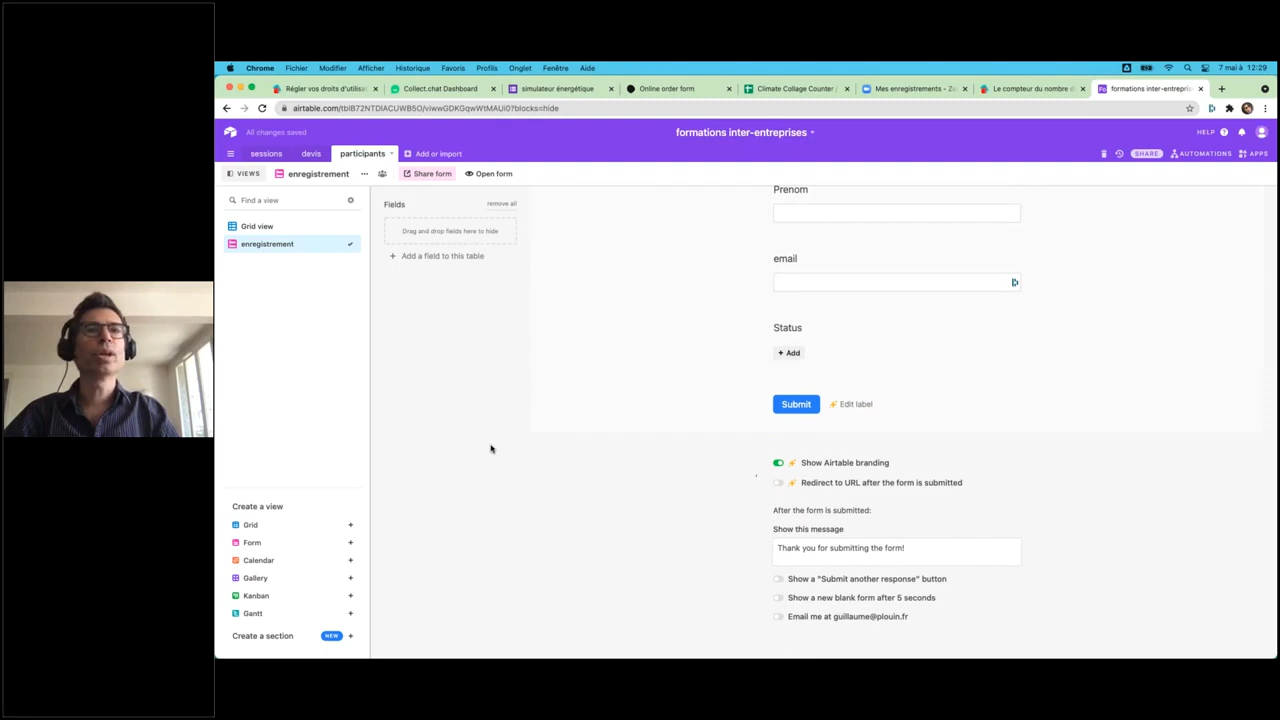 Chrome Fichier Modifier Afficher Historique Favoris Profils Onglet Fenêtre Aide 7 mai à 12:29
Régler vos droits d'utilis Collect.chat Dashboard simulateur énergétique Online order form Climate Collage Counter Mes enregistrements - Zo Le compteur du nombre d formations inter-entrepris
airtable.com/tblB72NTDlACUWB5O/viwwGDKGqwWtMAUi0?blocks=hide
All changes saved formations inter-entreprises HELP
sessions devis participants Add or import SHARE AUTOMATIONS APPS
VIEWS enregistrement Share form Open form
Find a view
Grid view
enregistrement
Create a view
Grid
Form
Calendar
Gallery
Kanban
Gantt
Create a section NEW
Fields remove all
Drag and drop fields here to hide
Add a field to this table
Prenom
email
Status
+ Add
Submit Edit label
Show Airtable branding
Redirect to URL after the form is submitted
After the form is submitted:
Show this message
Thank you for submitting the form!
Show a "Submit another response" button
Show a new blank form after 5 seconds
Email me at guillaume@plouin.fr